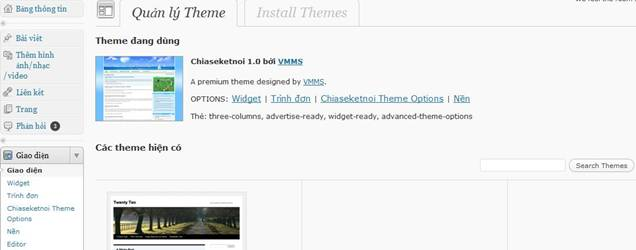 Bảng thông tin
Bài viết
Thêm hình
ảnh/nhạc
/video
Liên kết
Trang
Phản hồi 1
Giao diện
Giao diện
Widget
Trình đơn
Chiaseketnoi Theme
Options
Nền
Editor
Quản lý Theme
Install Themes
Theme đang dùng
Chiaseketnoi 1.0 bởi VMMS
A premium theme designed by VMMS.
OPTIONS: Widget | Trình đơn | Chiaseketnoi Theme Options | Nền
Thẻ: three-columns, advertise-ready, widget-ready, advanced-theme-options
Các theme hiện có
Search Themes
Twenty Ten